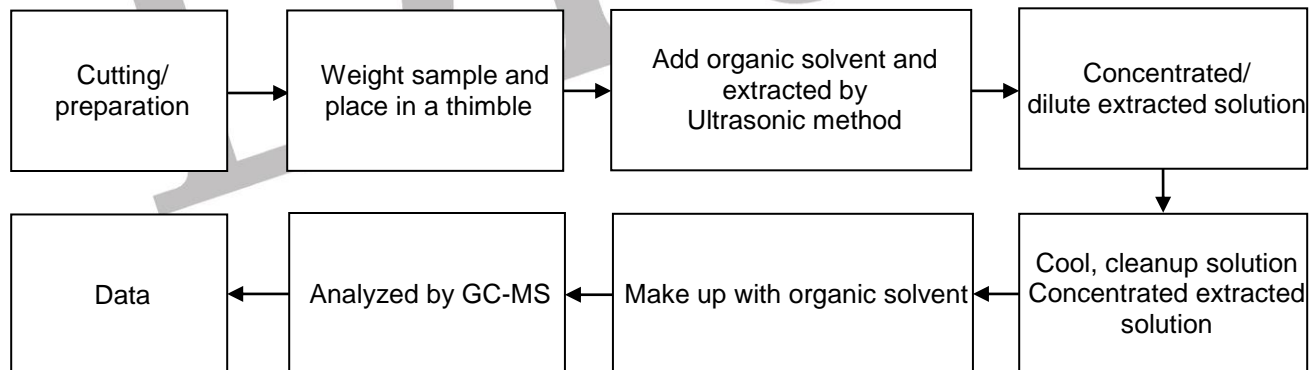 Cutting/
preparation
Weight sample and
place in a thimble
Add organic solvent and
extracted by
Ultrasonic method
Concentrated/
dilute extracted solution
Cool, cleanup solution
Concentrated extracted
solution
Make up with organic solvent
Analyzed by GC-MS
Data